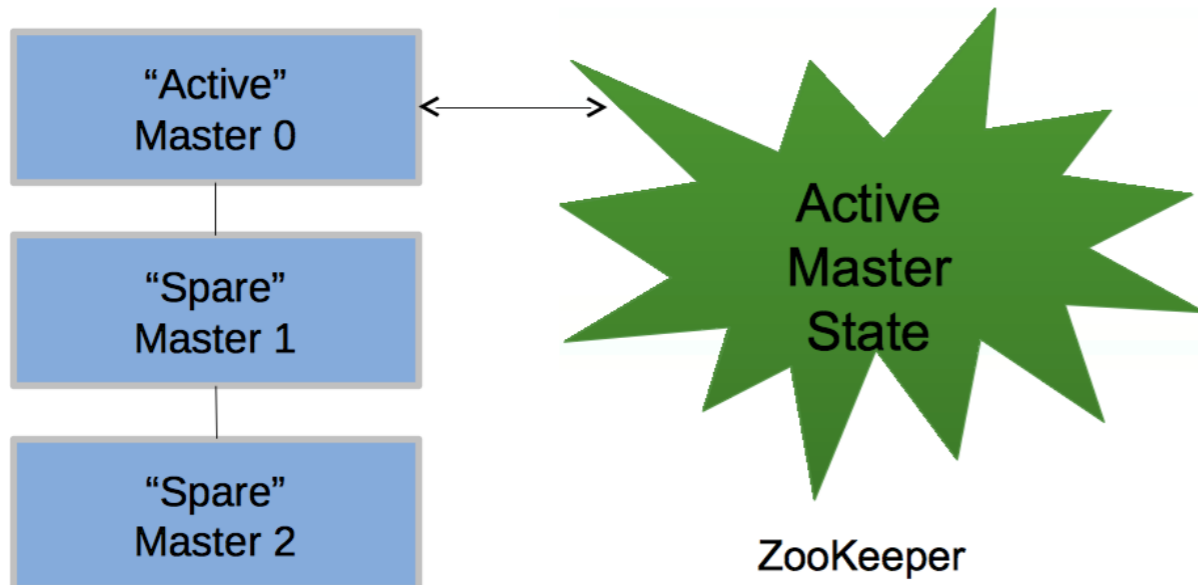 “Active”
Master 0
“Spare”
Master 1
“Spare”
Master 2
Active
Master
State
ZooKeeper